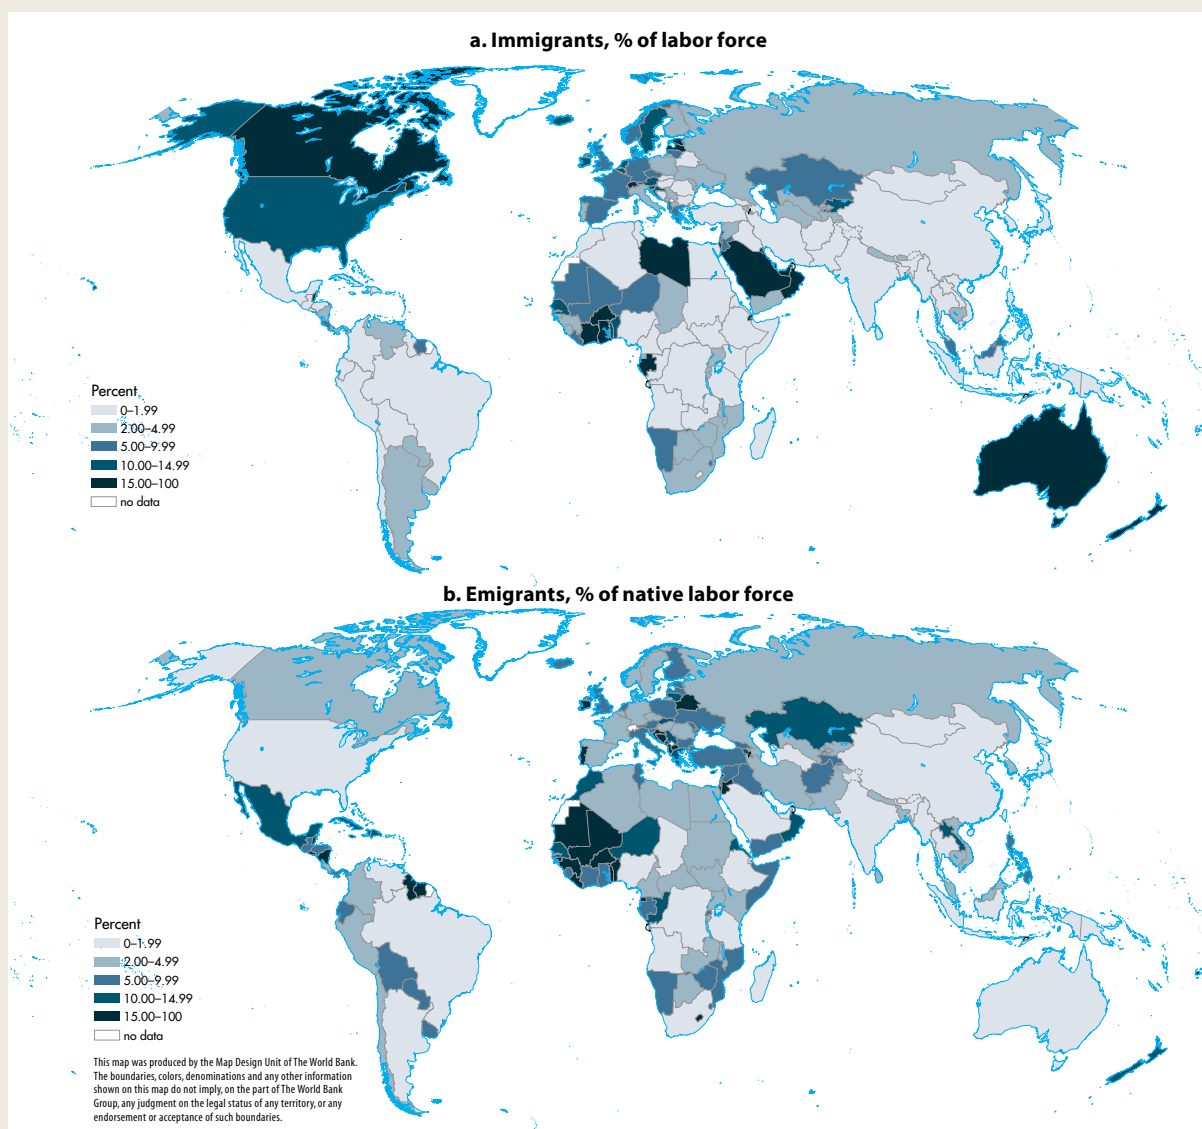 a. Immigrants, % of labor force
Percent
0–1.99
2.00–4.99
5.00–9.99
10.00–14.99
15.00–100
no data
b. Emigrants, % of native labor force
Percent
0–1.99
2.00–4.99
5.00–9.99
10.00–14.99
15.00–100
no data
This map was produced by the Map Design Unit of The World Bank.
The boundaries, colors, denominations and any other information
shown on this map do not imply, on the part of The World Bank
Group, any judgment on the legal status of any territory, or any
endorsement or acceptance of such boundaries.